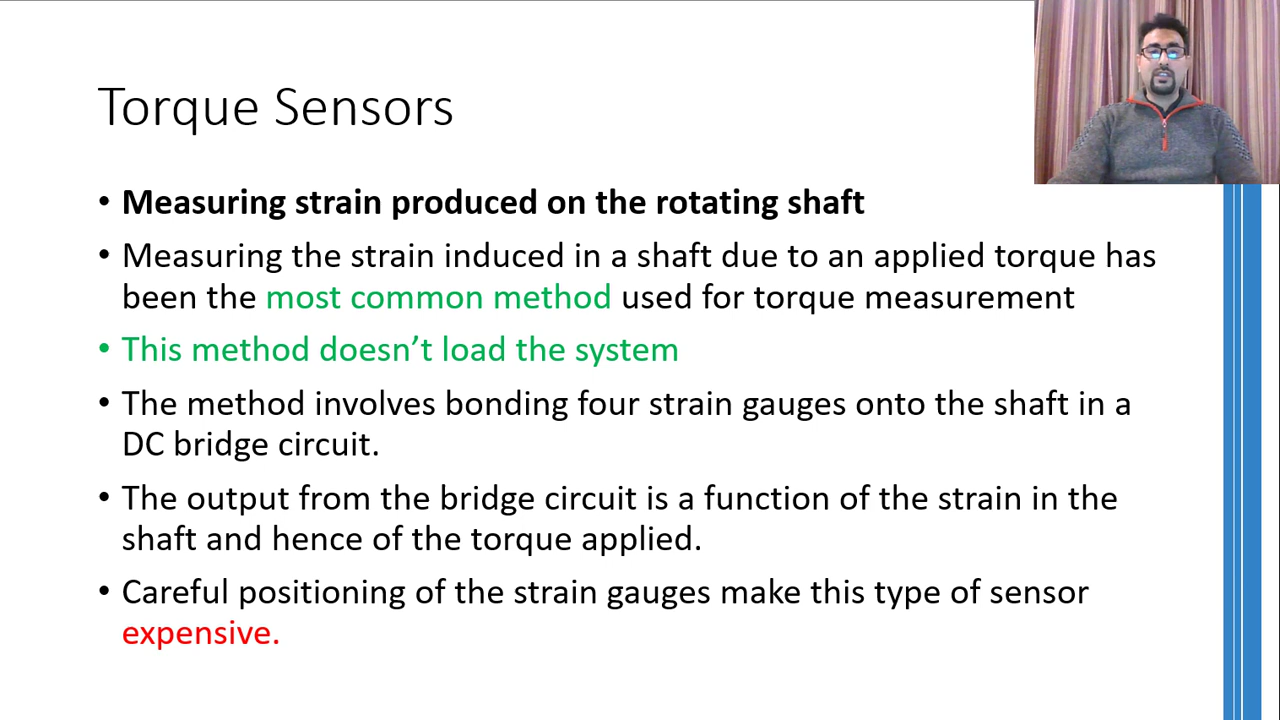 Torque Sensors
• Measuring strain produced on the rotating shaft
• Measuring the strain induced in a shaft due to an applied torque has
been the most common method used for torque measurement
• This method doesn’t load the system
• The method involves bonding four strain gauges onto the shaft in a
DC bridge circuit.
• The output from the bridge circuit is a function of the strain in the
shaft and hence of the torque applied.
• Careful positioning of the strain gauges make this type of sensor
expensive.